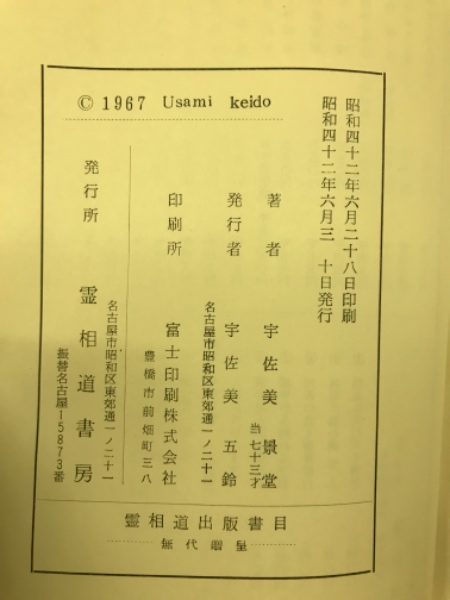 昭和四十二年六月二十八日印刷
昭和四十二年六月三十日発行
© 1967 Usami keido
著者 宇佐美景堂
当七十三才
発行者 宇佐美五鈴
名古屋市昭和区東郊通一ノ二十一
印刷所 富士印刷株式会社
豊橋市前畑町三八
発行所 霊相道書房
名古屋市昭和区東郊通一ノ二十一
振替名古屋15873番
霊相道出版書目
無代贈呈